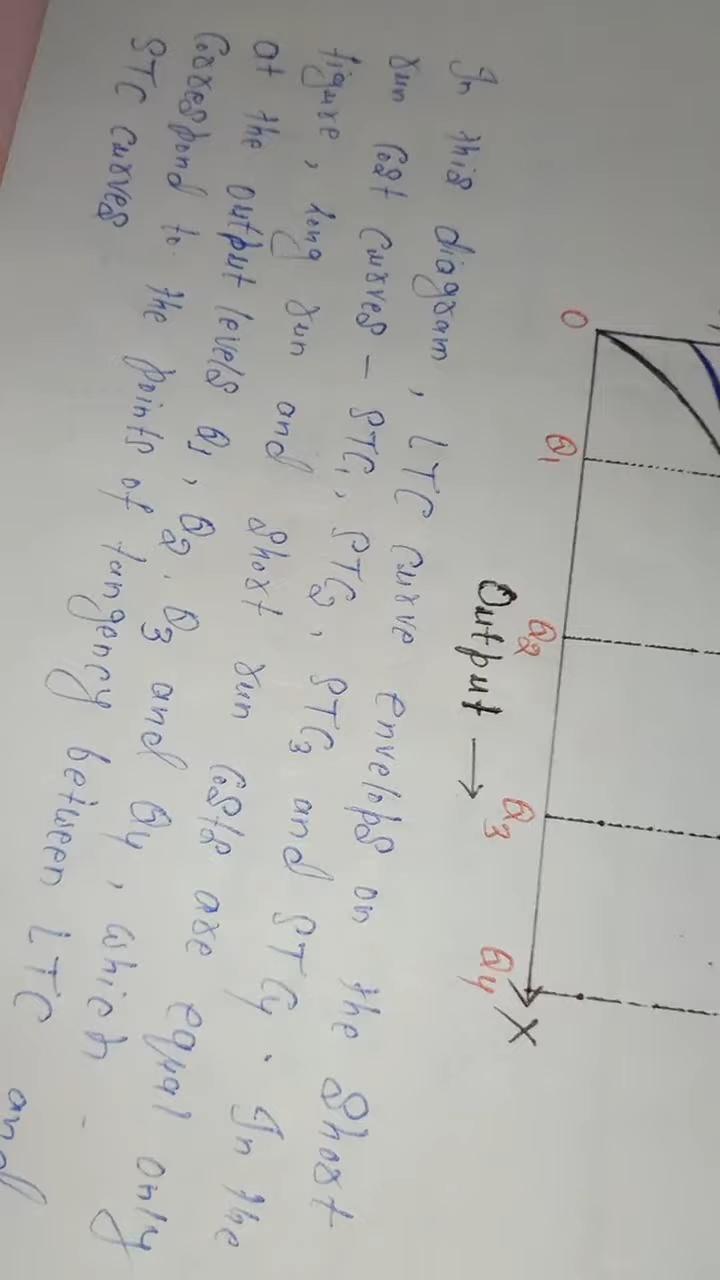 O
Q1
Q2
Q3
Q4
X
Output →
In this diagram, LTC curve envelops on the short
run cost curves - STC1, STC2, STC3 and STC4. In the
figure, long run and short run costs are equal only
at the output levels Q1, Q2, Q3 and Q4, which -
correspond to the points of tangency between LTC and
STC curves